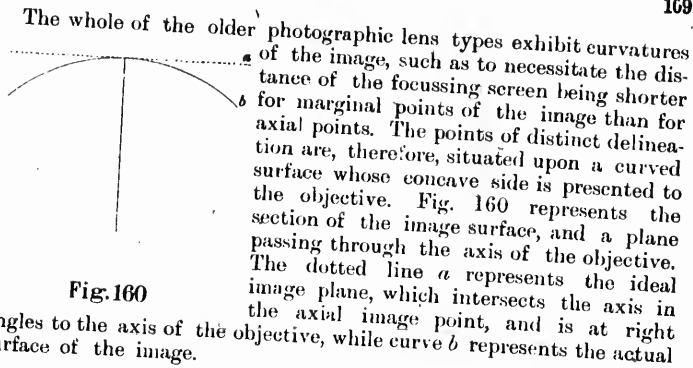 109
The whole of the older photographic lens types exhibit curvatures
a of the image, such as to necessitate the dis-
tance of the focussing screen being shorter
b for marginal points of the image than for
axial points. The points of distinct delinea-
tion are, therefore, situated upon a curved
surface whose concave side is presented to
the objective. Fig. 160 represents the
section of the image surface, and a plane
passing through the axis of the objective.
The dotted line a represents the ideal
image plane, which intersects the axis in
the axial image point, and is at right
Fig.160
ngles to the axis of the objective, while curve b represents the actual
rface of the image.